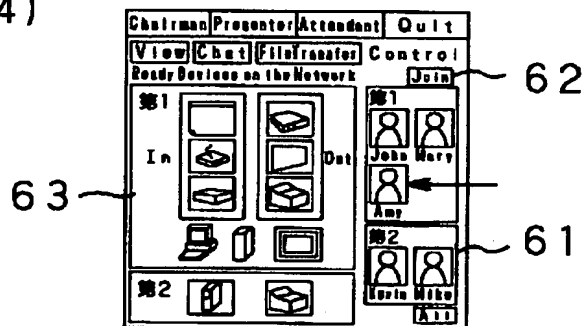 4)
Chairman Presenter Attendant Quit
View Chat FileTransfer Control
Ready Devices on the Network Join
62
第1 第1
In Out
John Mary
63
Amy
第2 第2
61
Kevin Mike
All